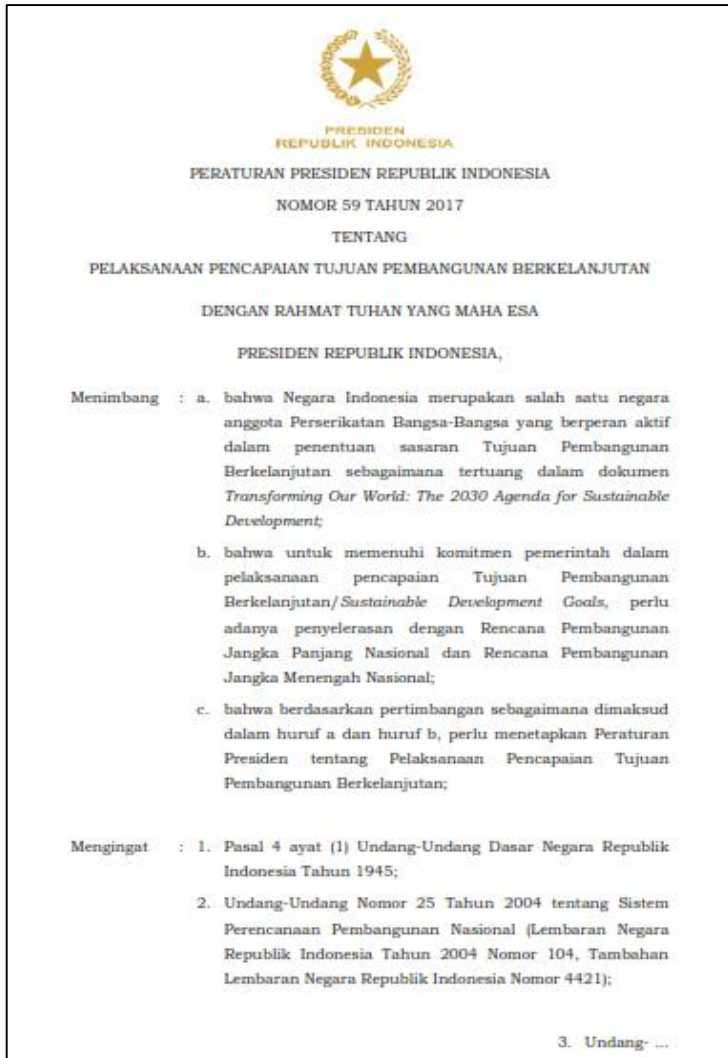 PRESIDEN
REPUBLIK INDONESIA
PERATURAN PRESIDEN REPUBLIK INDONESIA
NOMOR 59 TAHUN 2017
TENTANG
PELAKSANAAN PENCAPAIAN TUJUAN PEMBANGUNAN BERKELANJUTAN
DENGAN RAHMAT TUHAN YANG MAHA ESA
PRESIDEN REPUBLIK INDONESIA,
Menimbang : a. bahwa Negara Indonesia merupakan salah satu negara
anggota Perserikatan Bangsa-Bangsa yang berperan aktif
dalam penentuan sasaran Tujuan Pembangunan
Berkelanjutan sebagaimana tertuang dalam dokumen
Transforming Our World: The 2030 Agenda for Sustainable
Development;
b. bahwa untuk memenuhi komitmen pemerintah dalam
pelaksanaan pencapaian Tujuan Pembangunan
Berkelanjutan/Sustainable Development Goals, perlu
adanya penyelerasan dengan Rencana Pembangunan
Jangka Panjang Nasional dan Rencana Pembangunan
Jangka Menengah Nasional;
c. bahwa berdasarkan pertimbangan sebagaimana dimaksud
dalam huruf a dan huruf b, perlu menetapkan Peraturan
Presiden tentang Pelaksanaan Pencapaian Tujuan
Pembangunan Berkelanjutan;
Mengingat : 1. Pasal 4 ayat (1) Undang-Undang Dasar Negara Republik
Indonesia Tahun 1945;
2. Undang-Undang Nomor 25 Tahun 2004 tentang Sistem
Perencanaan Pembangunan Nasional (Lembaran Negara
Republik Indonesia Tahun 2004 Nomor 104, Tambahan
Lembaran Negara Republik Indonesia Nomor 4421);
3. Undang- ...